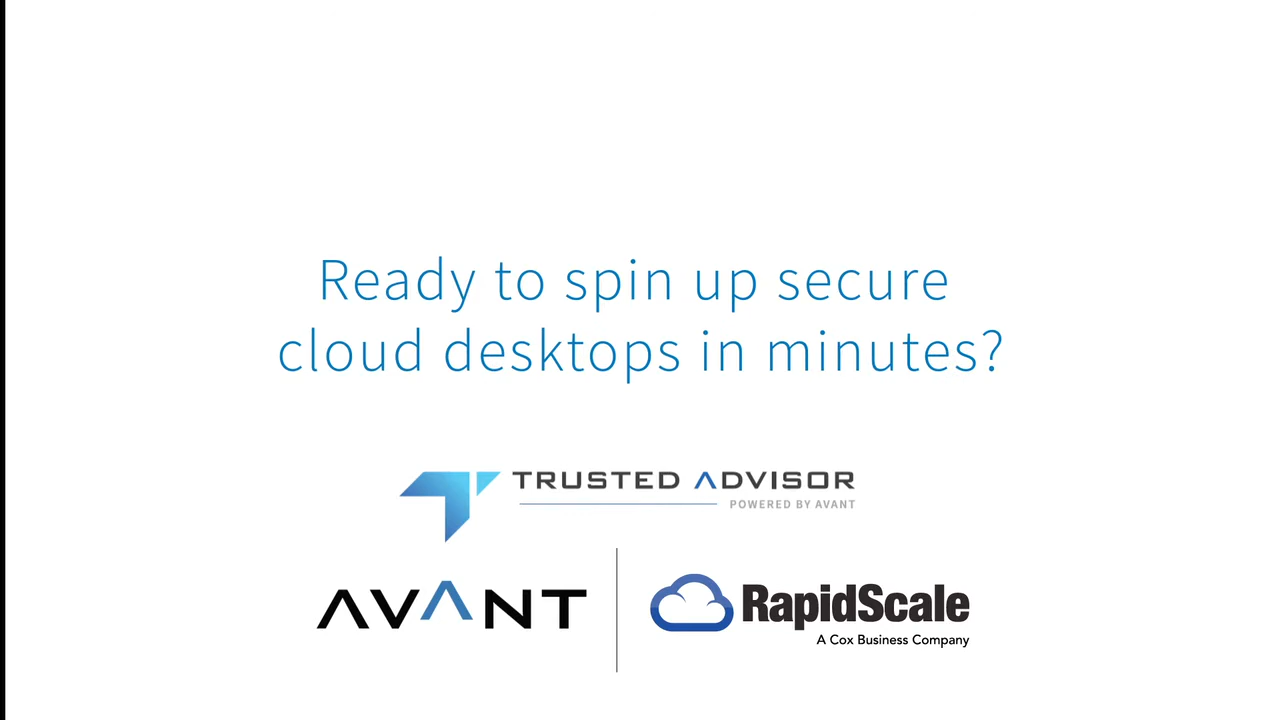 Ready to spin up secure
cloud desktops in minutes?
TRUSTED ADVISOR
POWERED BY AVANT
AVANT
RapidScale
A Cox Business Company